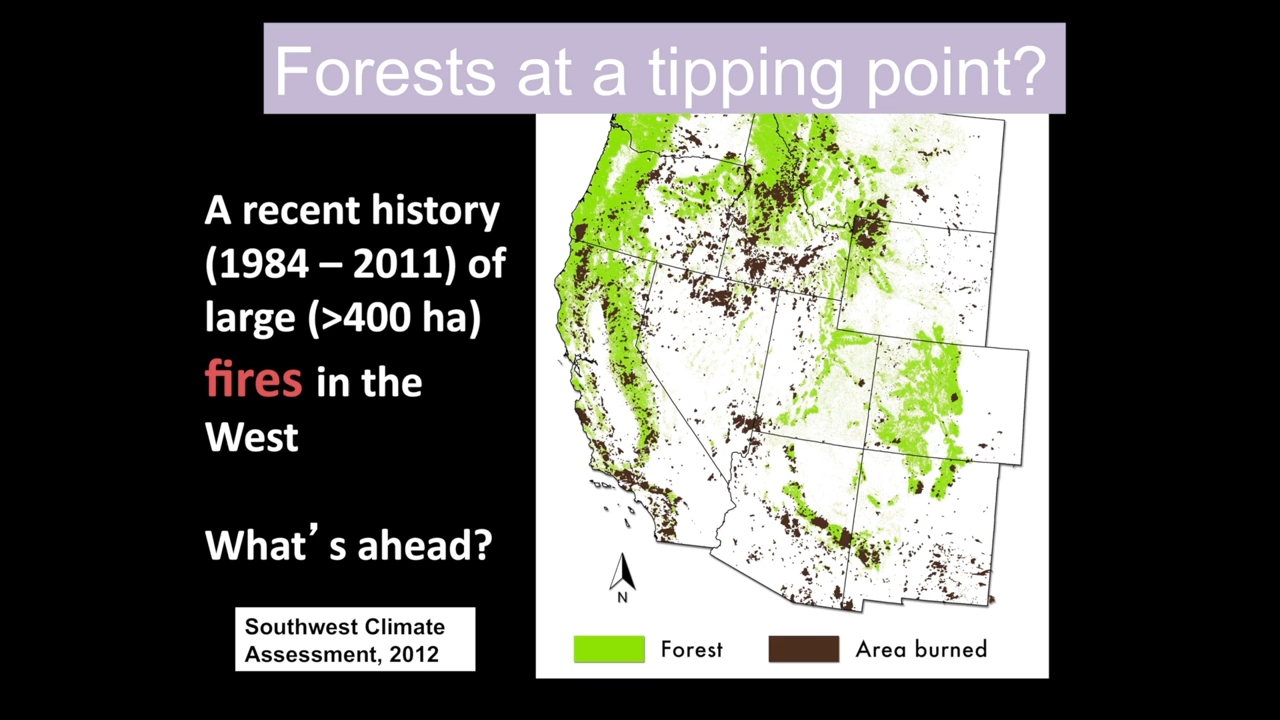 Forests at a tipping point?
A recent history
(1984 – 2011) of
large (>400 ha)
fires in the
West
What’s ahead?
Southwest Climate
Assessment, 2012
N
Forest
Area burned